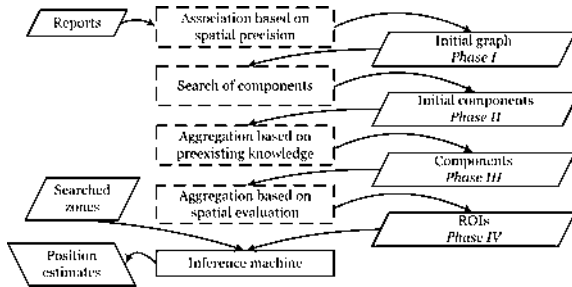 Reports
Association based on
spatial precision
Initial graph
Phase I
Search of components
Initial components
Phase II
Aggregation based on
preexisting knowledge
Components
Phase III
Searched
zones
Aggregation based on
spatial evaluation
ROIs
Phase IV
Position
estimates
Inference machine